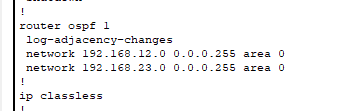 !
router ospf 1
log-adjacency-changes
network 192.168.12.0 0.0.0.255 area 0
network 192.168.23.0 0.0.0.255 area 0
!
ip classless
!